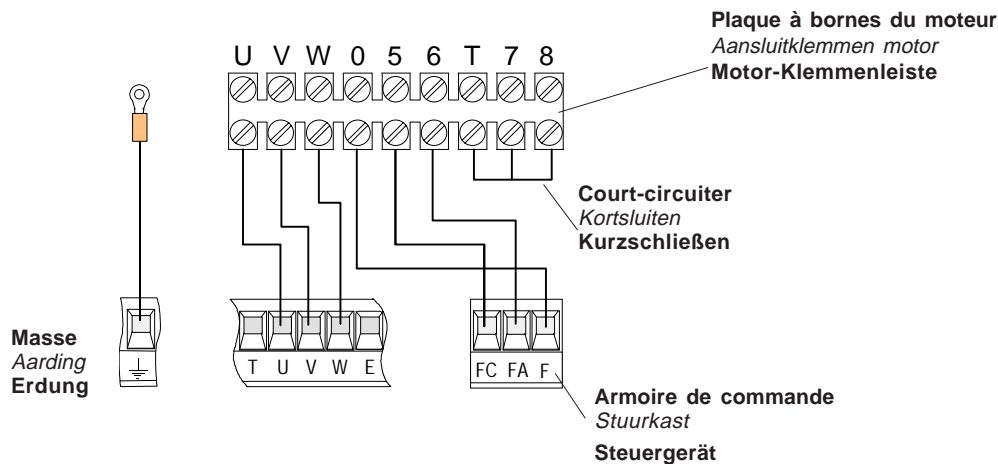 Plaque à bornes du moteur
Aansluitklemmen motor
Motor-Klemmenleiste
U V W 0 5 6 T 7 8
Court-circuiter
Kortsluiten
Kurzschließen
Masse
Aarding
Erdung
T U V W E
FC FA F
Armoire de commande
Stuurkast
Steuergerät